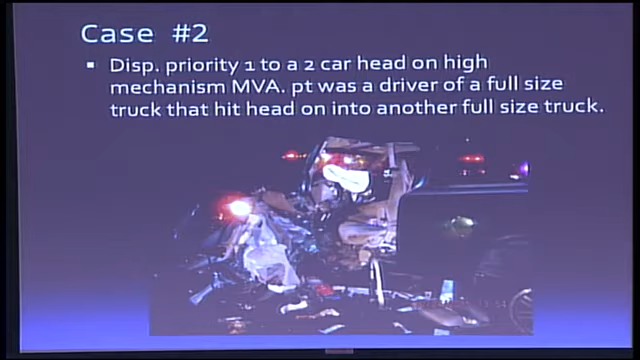 Case #2
▪ Disp. priority 1 to a 2 car head on high
mechanism MVA. pt was a driver of a full size
truck that hit head on into another full size truck.